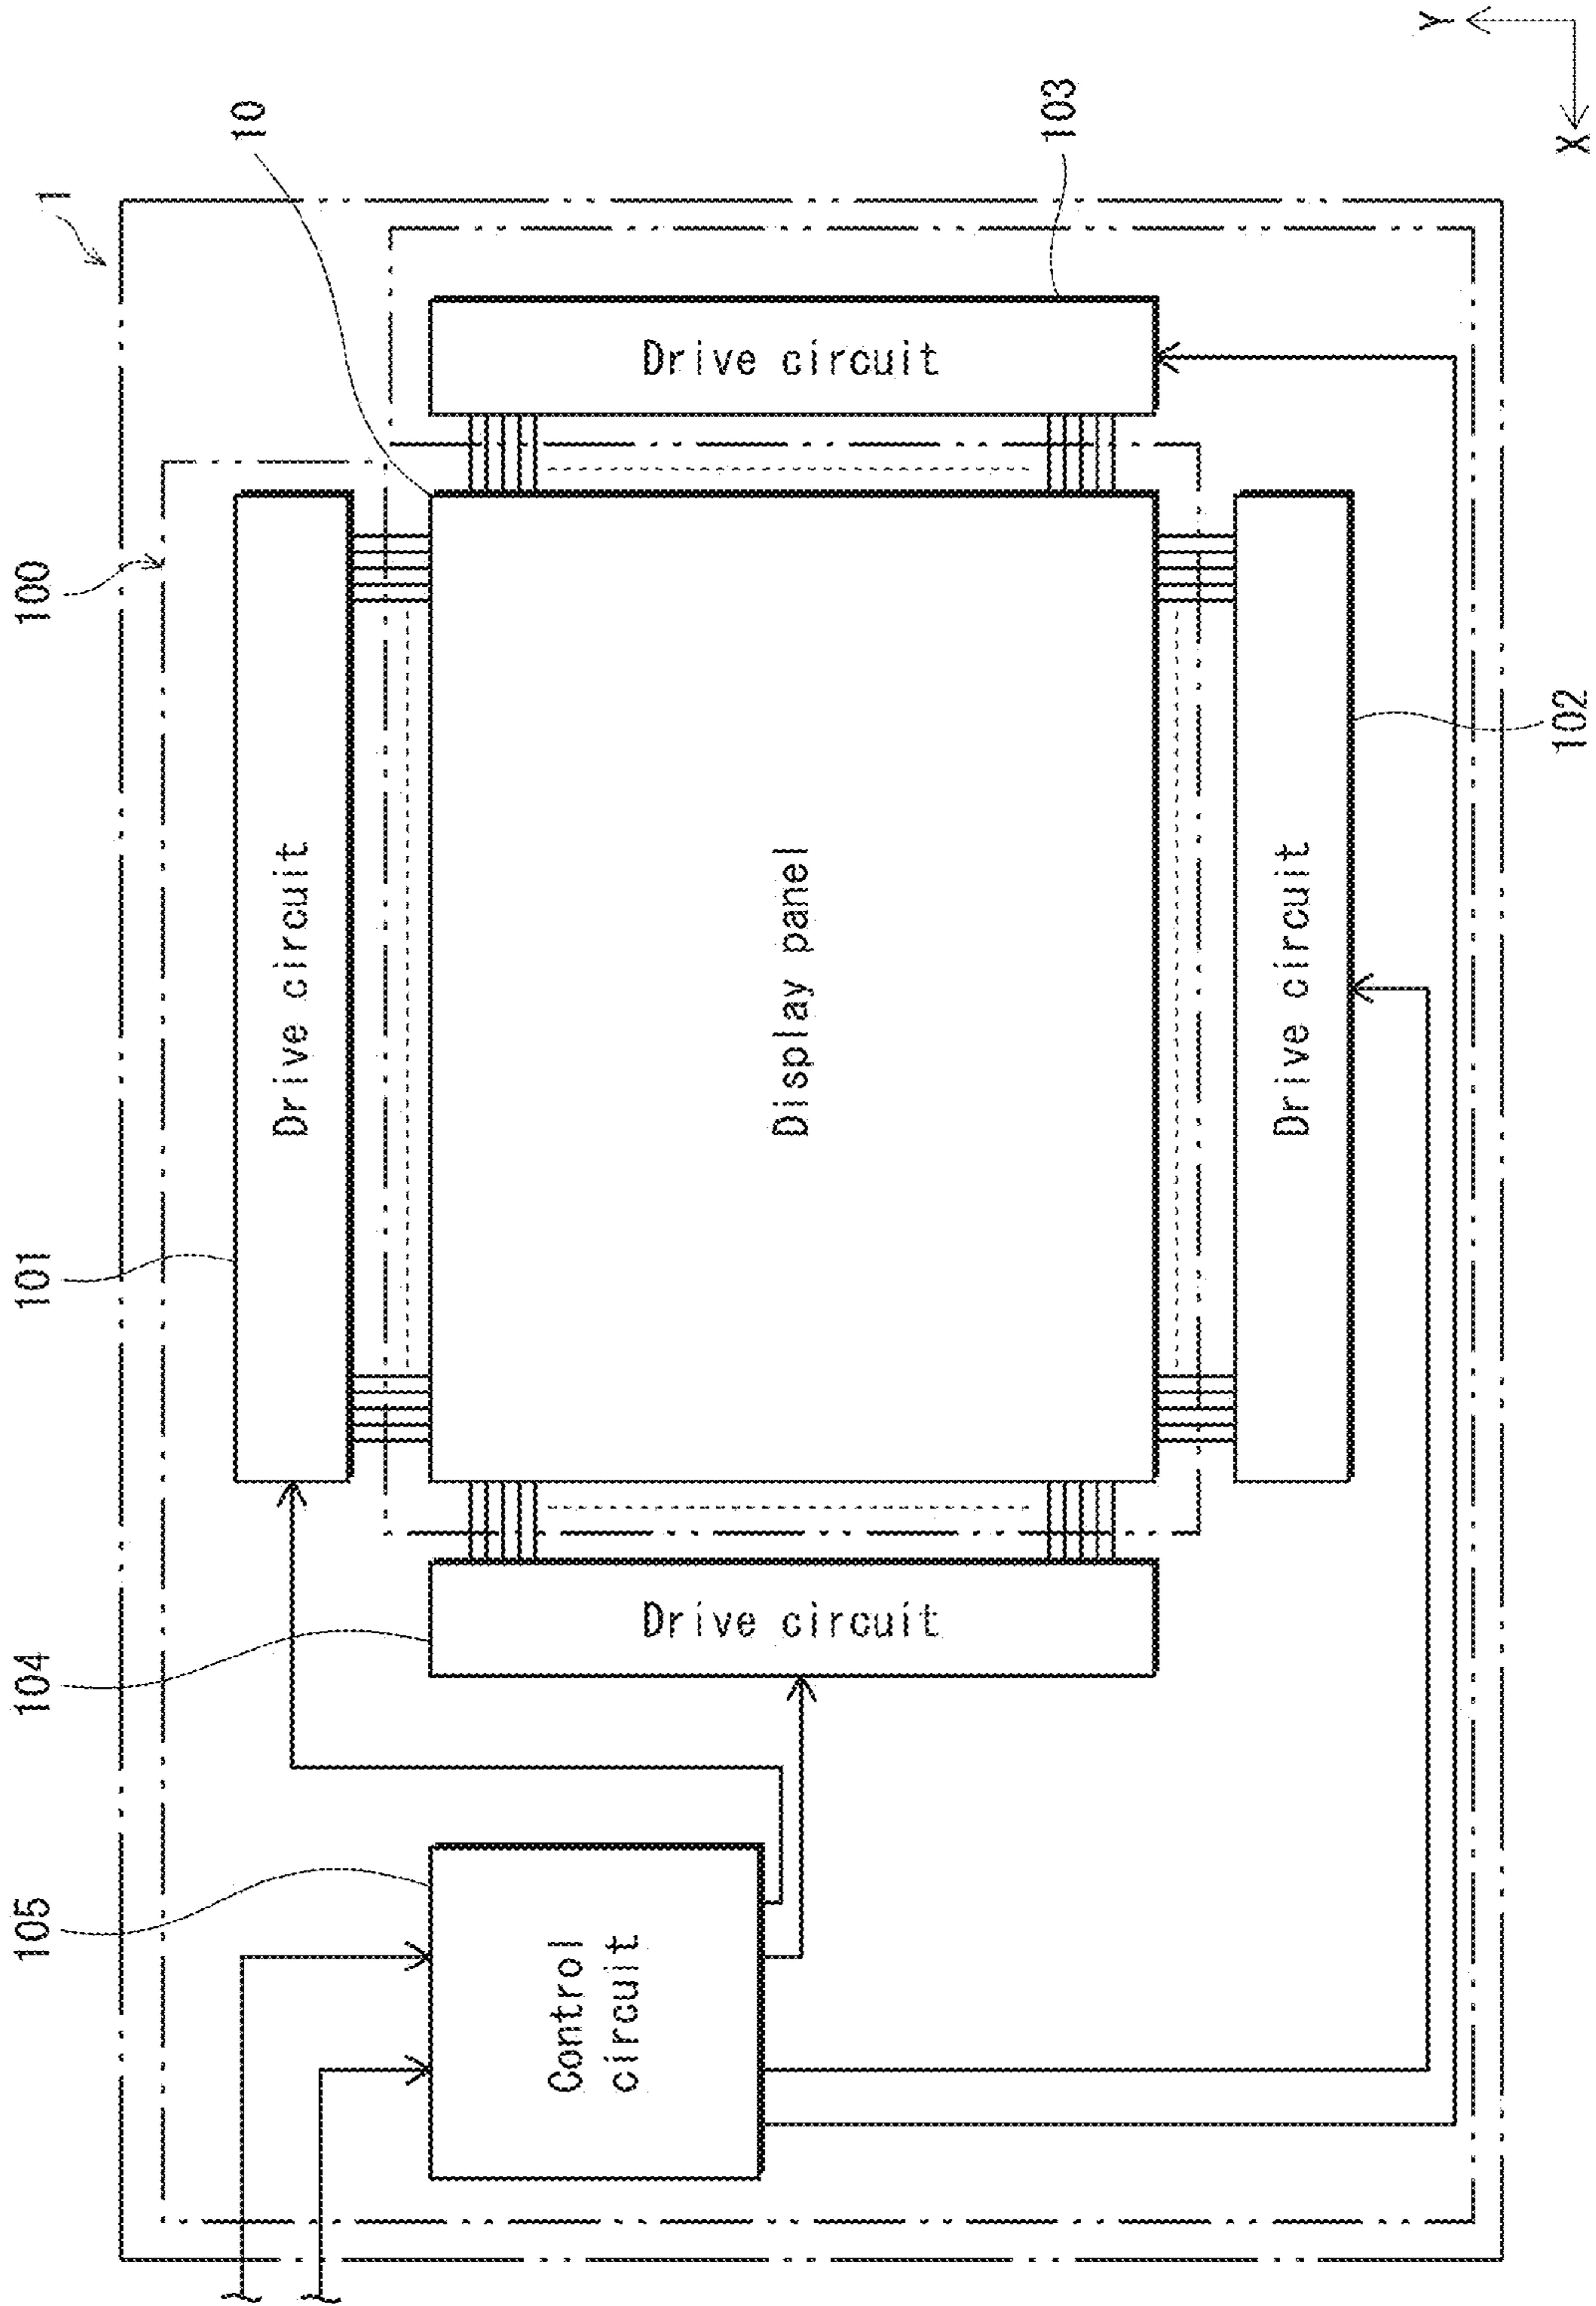 Y
X
1
10
103
Drive circuit
100
Drive circuit
Display panel
Drive circuit
102
101
Drive circuit
104
105
Control
circuit